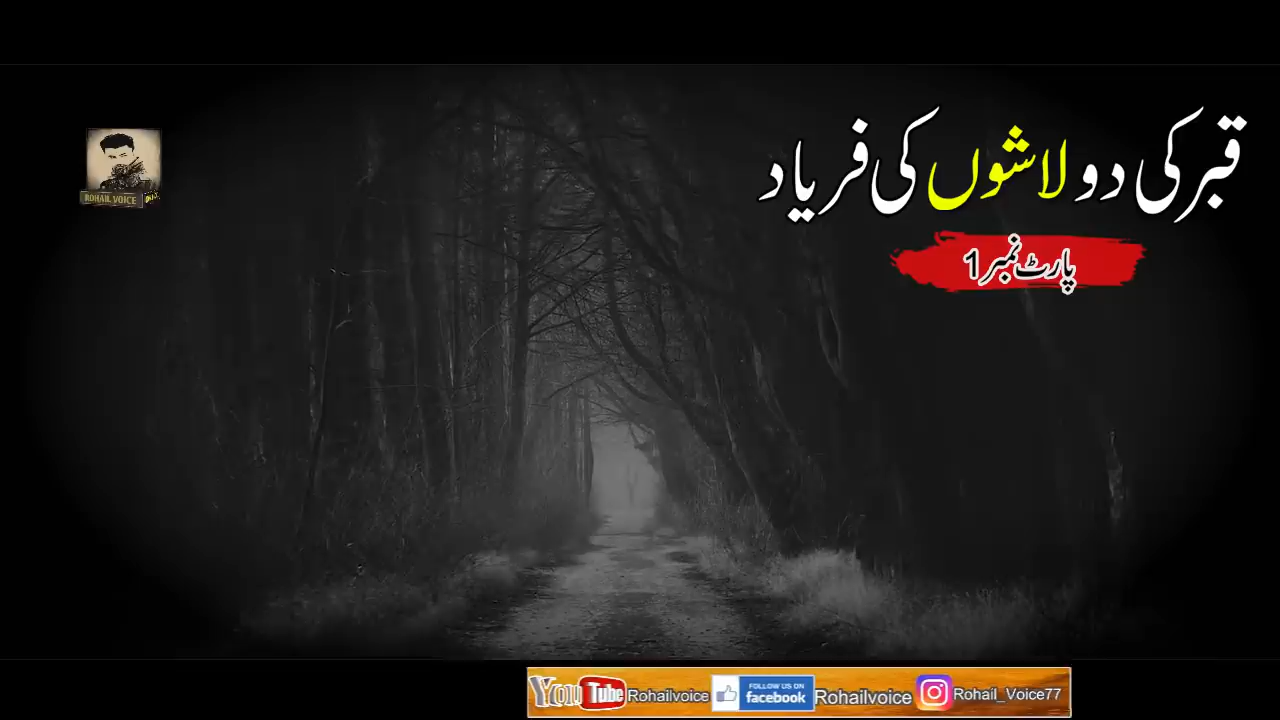 قبر کی دو لاشوں کی فریاد
پارٹ نمبر 1
ROHAIL VOICE
YouTube Rohailvoice FOLLOW US ON facebook Rohailvoice Rohail_Voice77